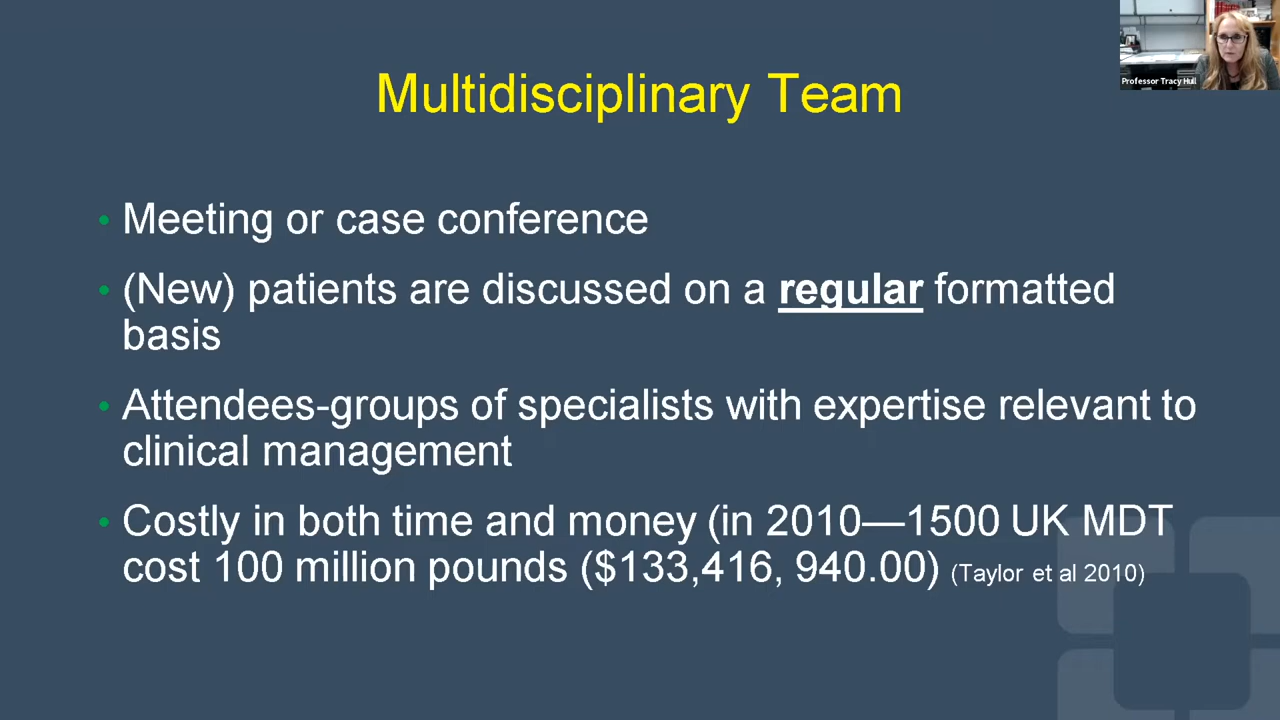 Professor Tracy Hull
Multidisciplinary Team
• Meeting or case conference
• (New) patients are discussed on a regular formatted
basis
• Attendees-groups of specialists with expertise relevant to
clinical management
• Costly in both time and money (in 2010—1500 UK MDT
cost 100 million pounds ($133,416, 940.00) (Taylor et al 2010)